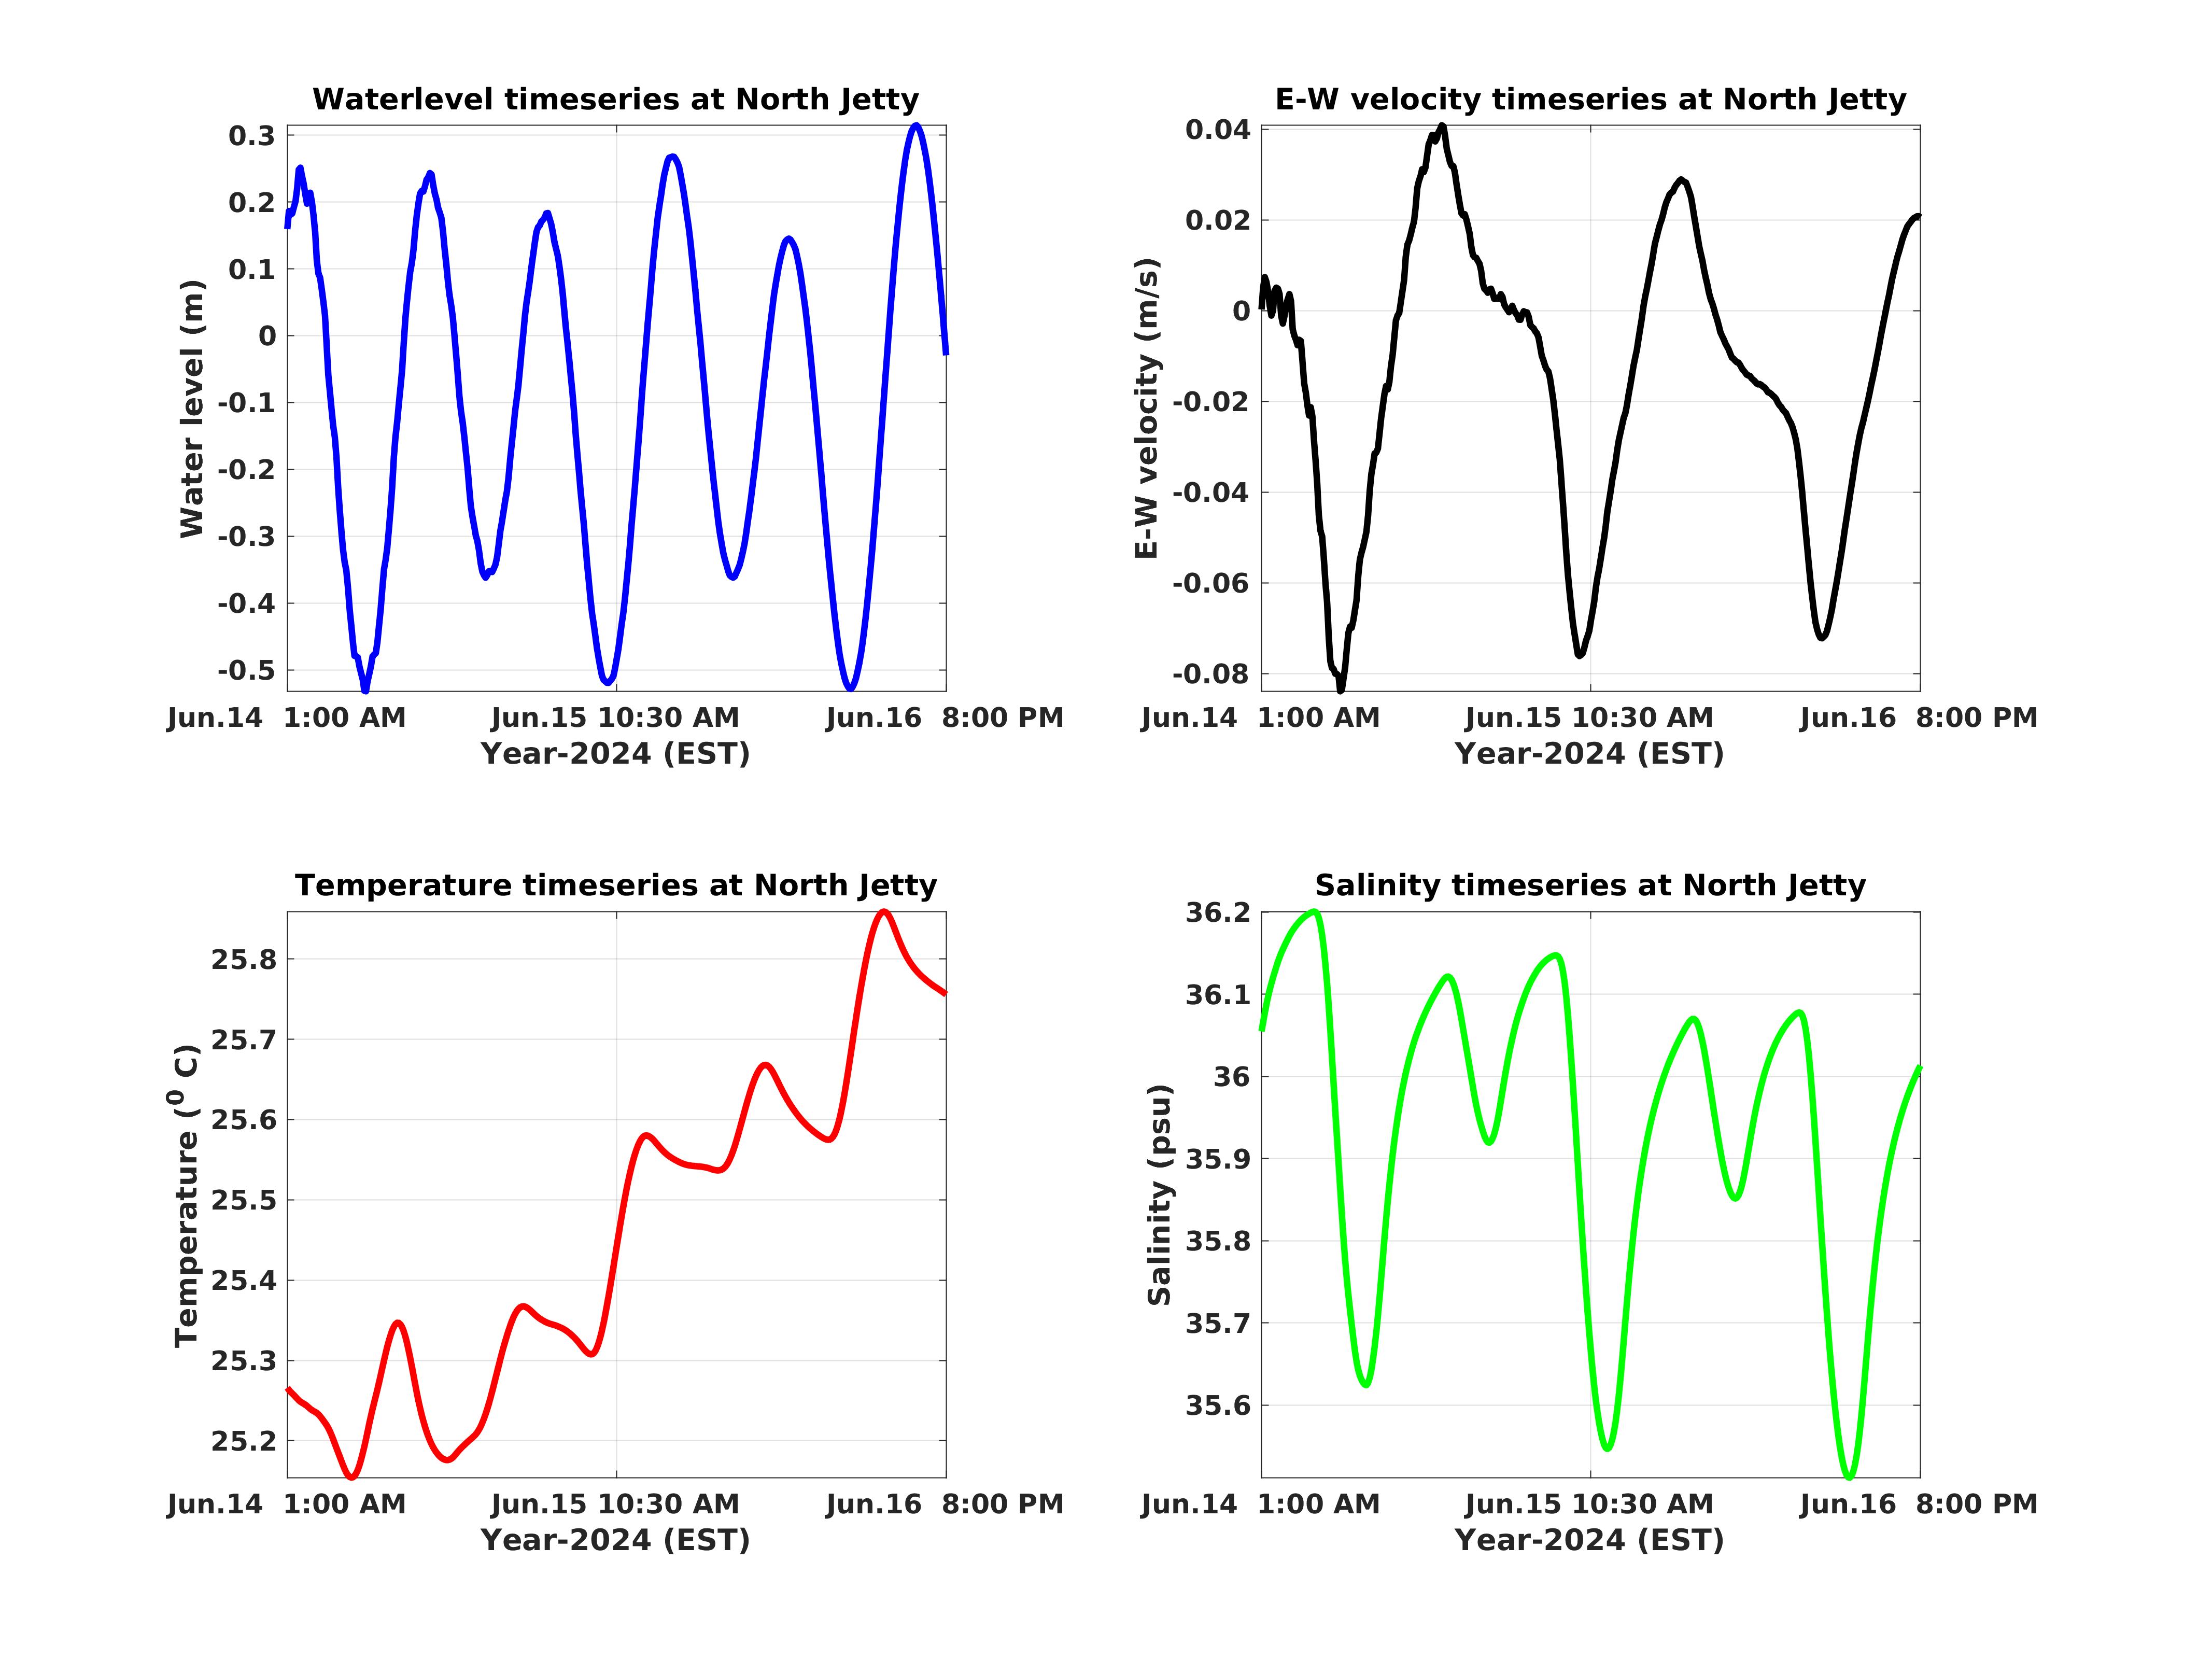 Waterlevel timeseries at North Jetty
0.3
0.2
0.1
0
-0.1
-0.2
-0.3
-0.4
-0.5
Water level (m)
Jun.14 1:00 AM
Jun.15 10:30 AM
Jun.16 8:00 PM
Year-2024 (EST)
E-W velocity timeseries at North Jetty
0.04
0.02
0
-0.02
-0.04
-0.06
-0.08
E-W velocity (m/s)
Jun.14 1:00 AM
Jun.15 10:30 AM
Jun.16 8:00 PM
Year-2024 (EST)
Temperature timeseries at North Jetty
25.8
25.7
25.6
25.5
25.4
25.3
25.2
Temperature (⁰ C)
Jun.14 1:00 AM
Jun.15 10:30 AM
Jun.16 8:00 PM
Year-2024 (EST)
Salinity timeseries at North Jetty
36.2
36.1
36
35.9
35.8
35.7
35.6
Salinity (psu)
Jun.14 1:00 AM
Jun.15 10:30 AM
Jun.16 8:00 PM
Year-2024 (EST)